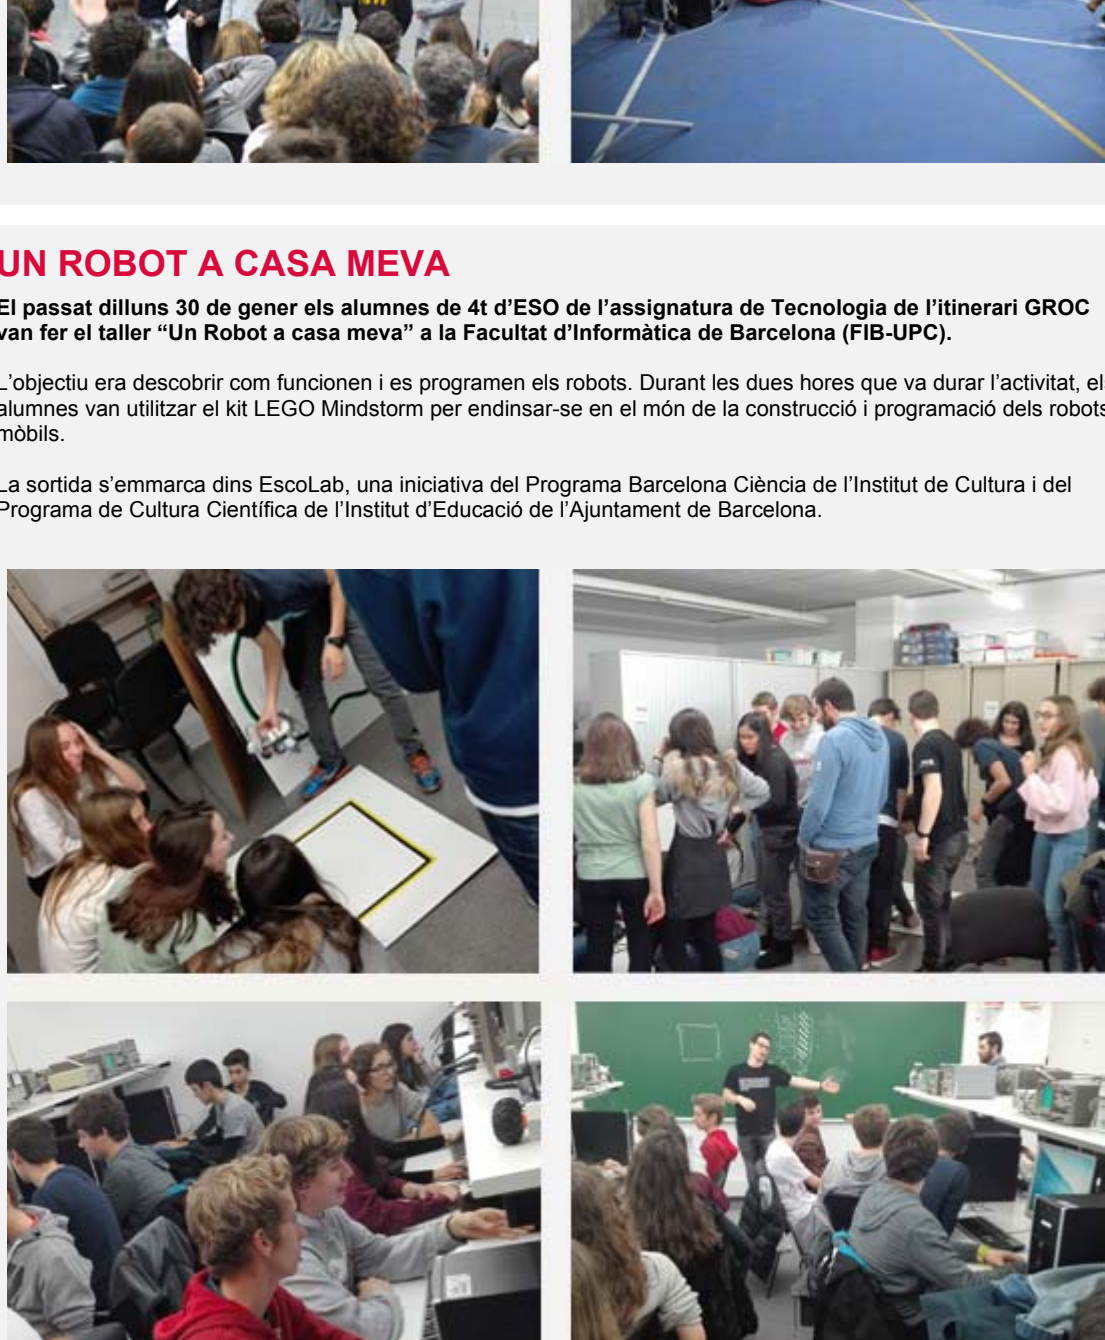 UN ROBOT A CASA MEVA
El passat dilluns 30 de gener els alumnes de 4t d’ESO de l’assignatura de Tecnologia de l’itinerari GROC
van fer el taller “Un Robot a casa meva” a la Facultat d’Informàtica de Barcelona (FIB-UPC).
L’objectiu era descobrir com funcionen i es programen els robots. Durant les dues hores que va durar l’activitat, els
alumnes van utilitzar el kit LEGO Mindstorm per endinsar-se en el món de la construcció i programació dels robots
mòbils.
La sortida s’emmarca dins EscoLab, una iniciativa del Programa Barcelona Ciència de l’Institut de Cultura i del
Programa de Cultura Científica de l’Institut d’Educació de l’Ajuntament de Barcelona.